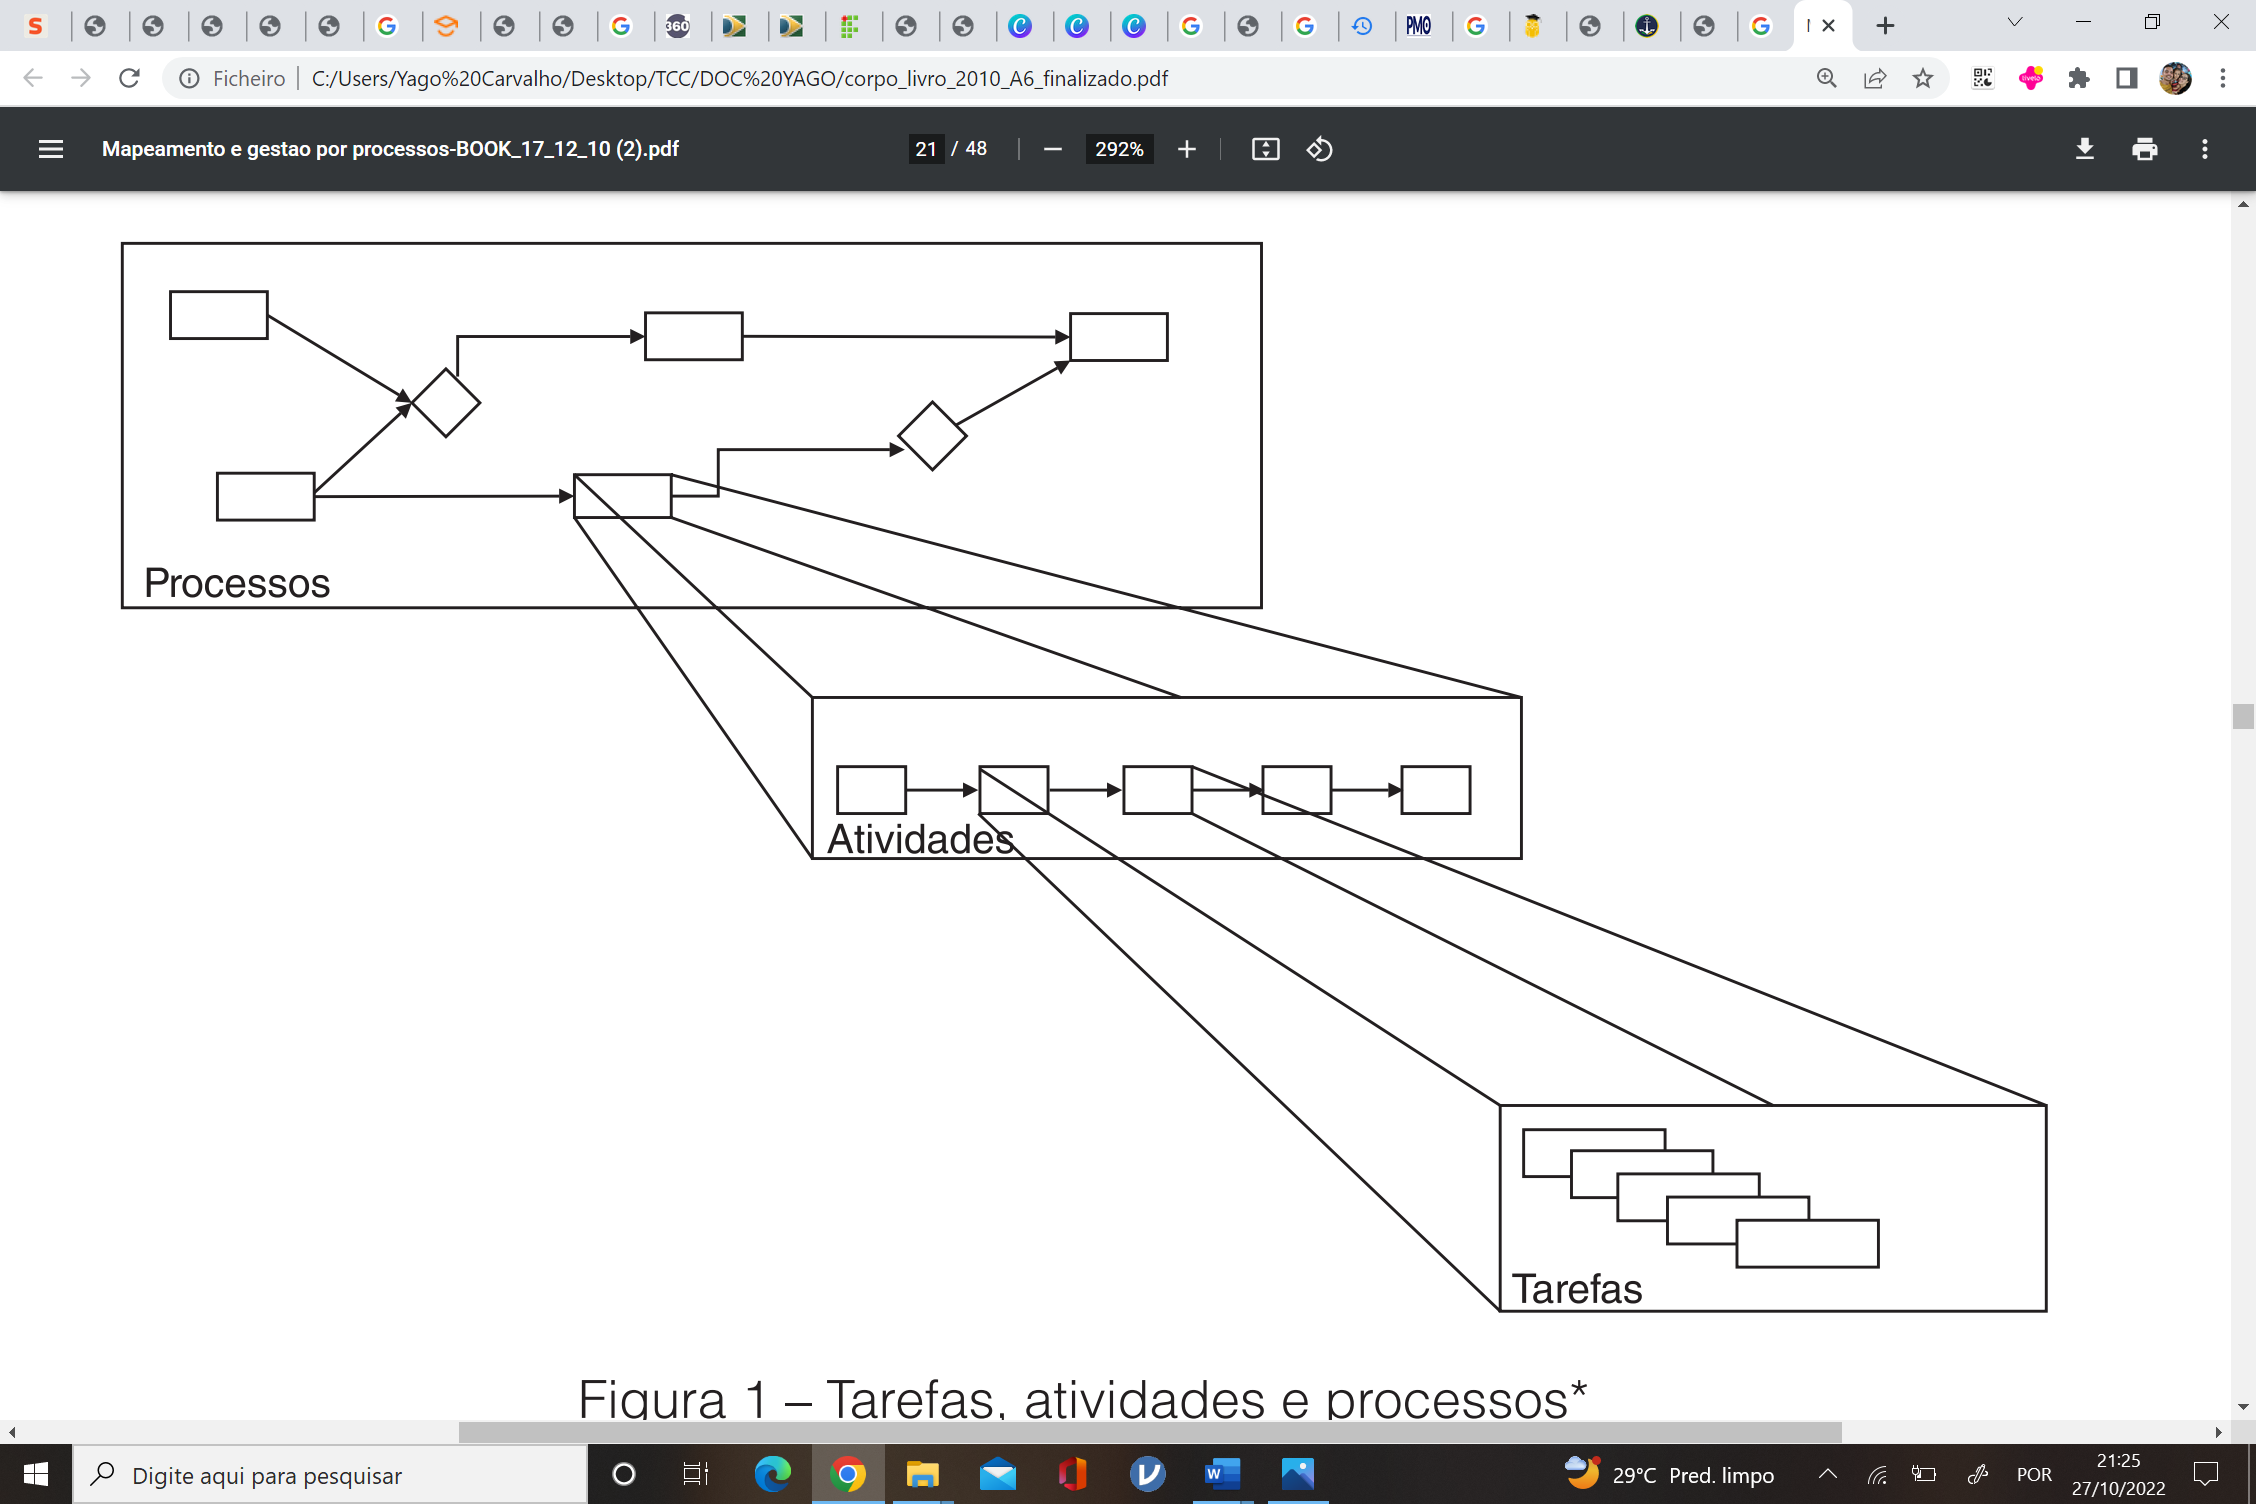 S
360
PMO
Ficheiro
C:/Users/Yago%20Carvalho/Desktop/TCC/DOC%20YAGO/corpo_livro_2010_A6_finalizado.pdf
Mapeamento e gestao por processos-BOOK_17_12_10 (2).pdf
21 / 48
292%
Processos
Atividades
Tarefas
Figura 1 – Tarefas, atividades e processos*
Digite aqui para pesquisar
29°C Pred. limpo
POR
21:25
27/10/2022